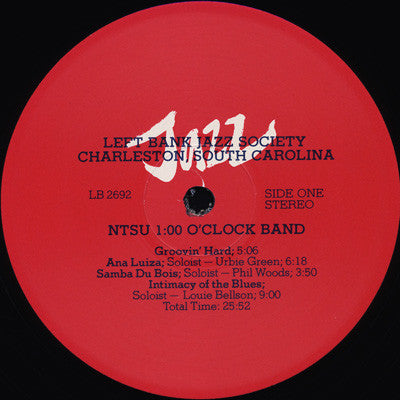 Jazz
LEFT BANK JAZZ SOCIETY
CHARLESTON, SOUTH CAROLINA
LB 2692
SIDE ONE
STEREO
NTSU 1:00 O'CLOCK BAND
Groovin' Hard; 5:06
Ana Luiza; Soloist — Urbie Green; 6:18
Samba Du Bois; Soloist — Phil Woods; 3:50
Intimacy of the Blues;
Soloist — Louie Bellson; 9:00
Total Time: 25:52